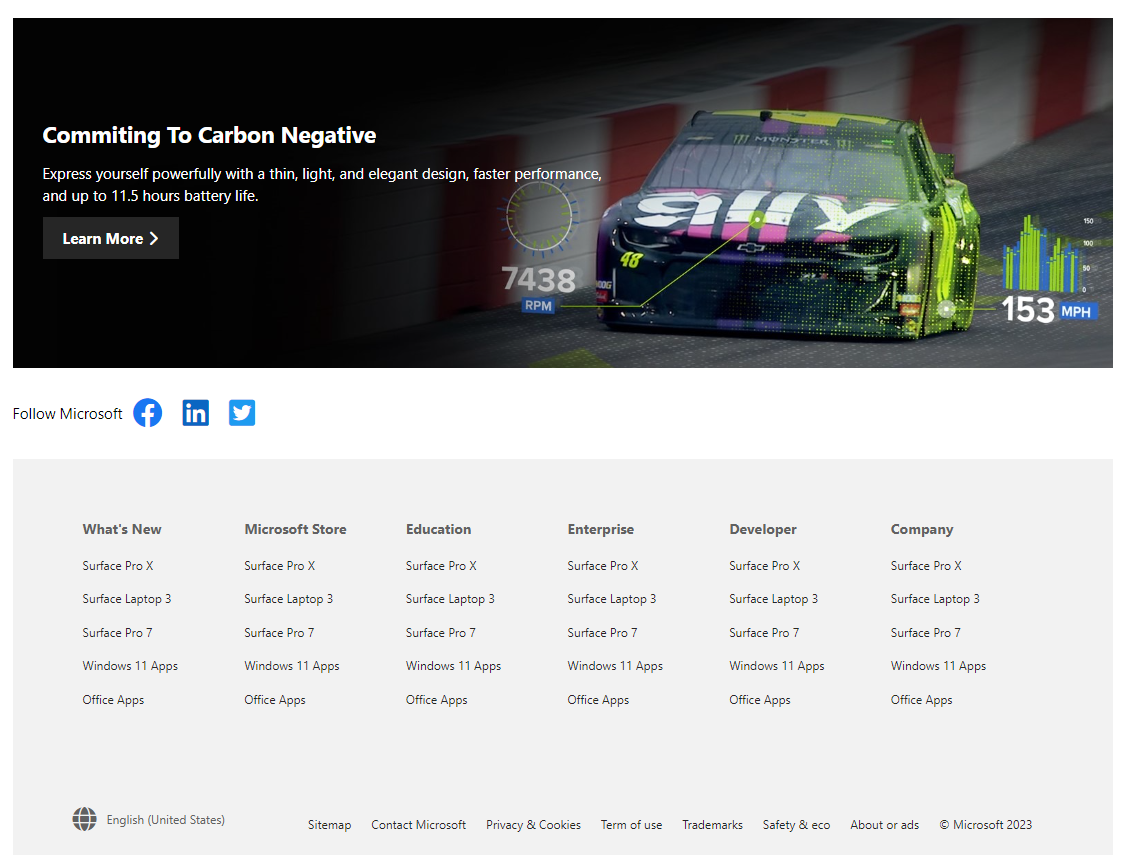 Commiting To Carbon Negative
Express yourself powerfully with a thin, light, and elegant design, faster performance,
and up to 11.5 hours battery life.
Learn More
MONSTER
ally
48
7438
RPM
150
100
50
0
153 MPH
Follow Microsoft
What's New
Surface Pro X
Surface Laptop 3
Surface Pro 7
Windows 11 Apps
Office Apps
Microsoft Store
Surface Pro X
Surface Laptop 3
Surface Pro 7
Windows 11 Apps
Office Apps
Education
Surface Pro X
Surface Laptop 3
Surface Pro 7
Windows 11 Apps
Office Apps
Enterprise
Surface Pro X
Surface Laptop 3
Surface Pro 7
Windows 11 Apps
Office Apps
Developer
Surface Pro X
Surface Laptop 3
Surface Pro 7
Windows 11 Apps
Office Apps
Company
Surface Pro X
Surface Laptop 3
Surface Pro 7
Windows 11 Apps
Office Apps
English (United States)
Sitemap Contact Microsoft Privacy & Cookies Term of use Trademarks Safety & eco About or ads © Microsoft 2023